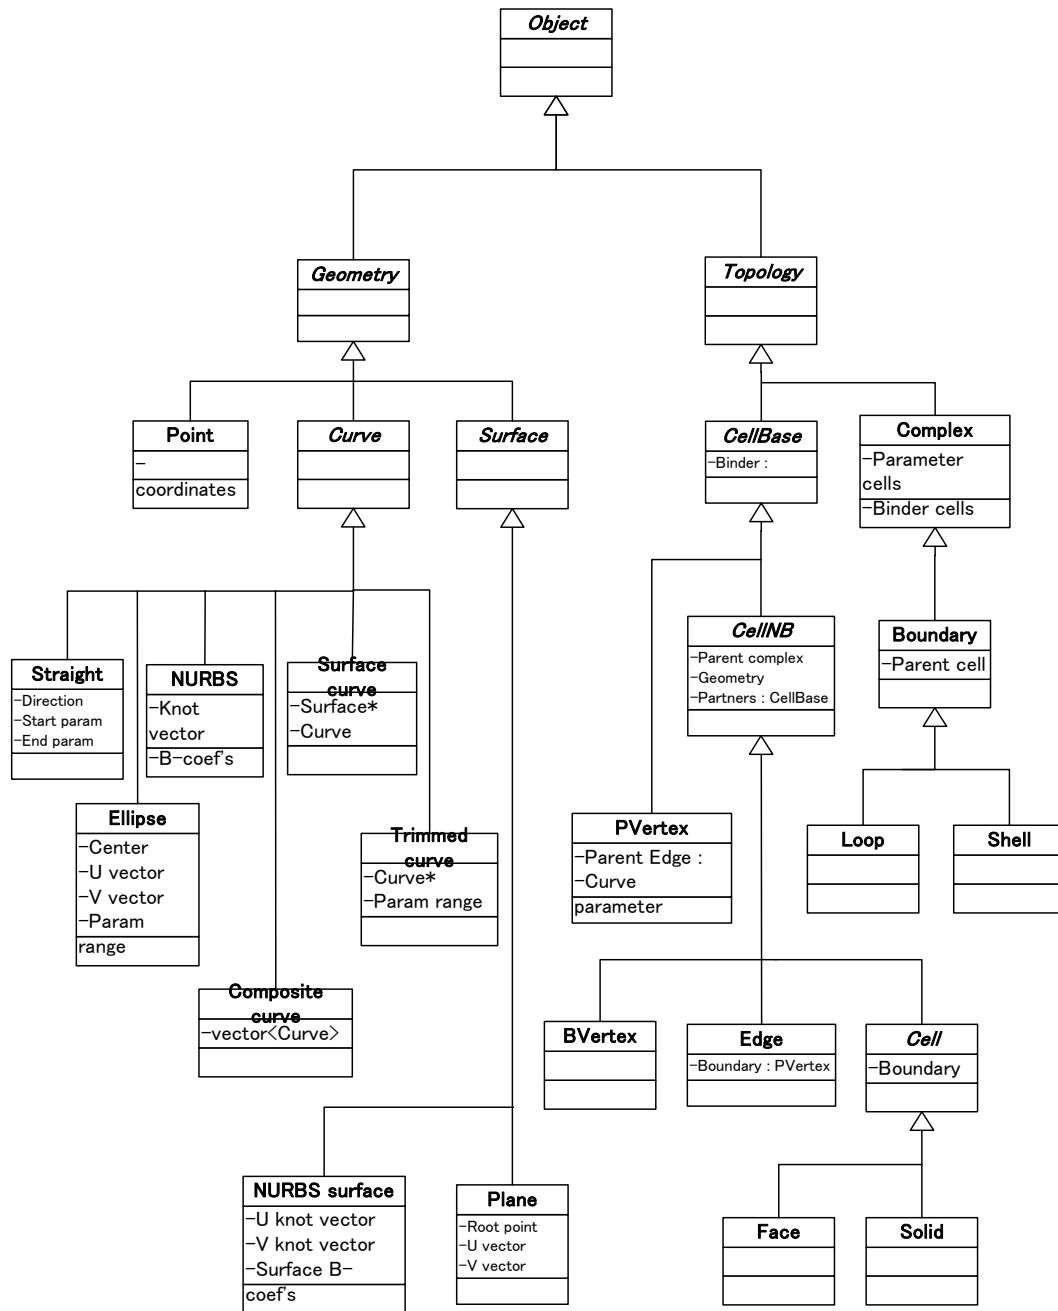 Object
Geometry
Topology
Point
-
coordinates
Curve
Surface
CellBase
-Binder :
Complex
-Parameter
cells
-Binder cells
CellNB
-Parent complex
-Geometry
-Partners : CellBase
Boundary
-Parent cell
Straight
-Direction
-Start param
-End param
NURBS
-Knot
vector
-B-coef's
Surface
curve
-Surface*
-Curve
Ellipse
-Center
-U vector
-V vector
-Param
range
Trimmed
curve
-Curve*
-Param range
PVertex
-Parent Edge :
-Curve
parameter
Loop
Shell
Composite
curve
-vector<Curve>
BVertex
Edge
-Boundary : PVertex
Cell
-Boundary
NURBS surface
-U knot vector
-V knot vector
-Surface B-
coef's
Plane
-Root point
-U vector
-V vector
Face
Solid